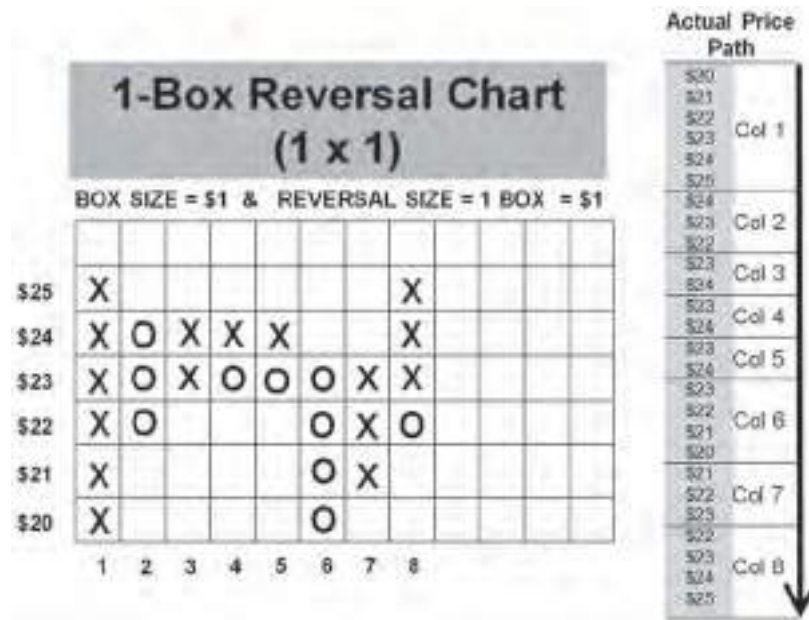 Actual Price
Path
1-Box Reversal Chart
(1 x 1)
BOX SIZE = $1 & REVERSAL SIZE = 1 BOX = $1
$25 X X
$24 X O X X X X
$23 X O X O O O X X
$22 X O O X O
$21 X O X
$20 X O
1 2 3 4 5 6 7 8
$20
$21
$22
$23 Col 1
$24
$25
$24
$23 Col 2
$22
$23 Col 3
$24
$23 Col 4
$24
$23 Col 5
$24
$23
$22 Col 6
$21
$20
$21
$22 Col 7
$23
$22
$23 Col 8
$24
$25